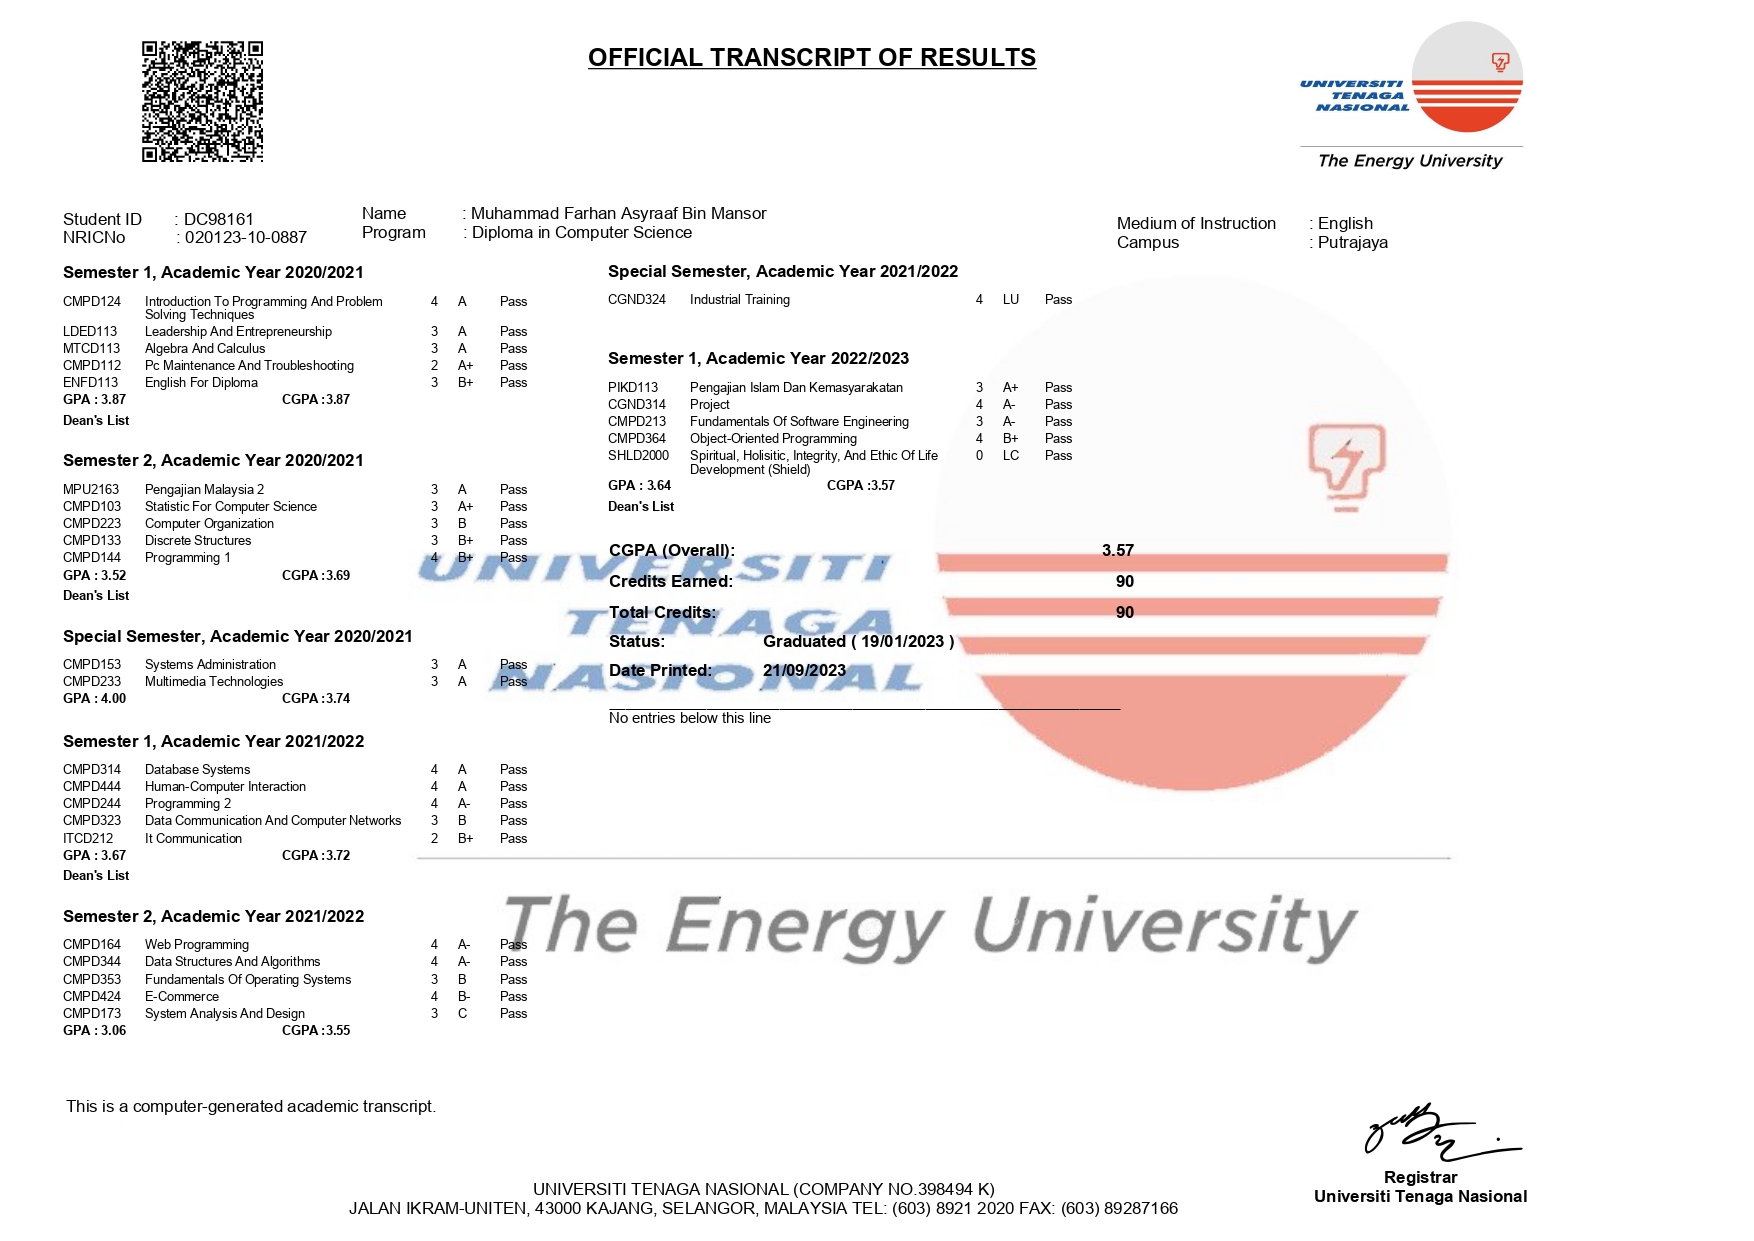 OFFICIAL TRANSCRIPT OF RESULTS
UNIVERSITI
TENAGA
NASIONAL
The Energy University
Student ID : DC98161
NRICNo : 020123-10-0887
Name : Muhammad Farhan Asyraaf Bin Mansor
Program : Diploma in Computer Science
Medium of Instruction : English
Campus : Putrajaya
Semester 1, Academic Year 2020/2021
CMPD124 Introduction To Programming And Problem 4 A Pass
Solving Techniques
LDED113 Leadership And Entrepreneurship 3 A Pass
MTCD113 Algebra And Calculus 3 A Pass
CMPD112 Pc Maintenance And Troubleshooting 2 A+ Pass
ENFD113 English For Diploma 3 B+ Pass
GPA : 3.87 CGPA :3.87
Dean's List
Semester 2, Academic Year 2020/2021
MPU2163 Pengajian Malaysia 2 3 A Pass
CMPD103 Statistic For Computer Science 3 A+ Pass
CMPD223 Computer Organization 3 B Pass
CMPD133 Discrete Structures 3 B+ Pass
CMPD144 Programming 1 4 B+ Pass
GPA : 3.52 CGPA :3.69
Dean's List
Special Semester, Academic Year 2020/2021
CMPD153 Systems Administration 3 A Pass
CMPD233 Multimedia Technologies 3 A Pass
GPA : 4.00 CGPA :3.74
Semester 1, Academic Year 2021/2022
CMPD314 Database Systems 4 A Pass
CMPD444 Human-Computer Interaction 4 A Pass
CMPD244 Programming 2 4 A- Pass
CMPD323 Data Communication And Computer Networks 3 B Pass
ITCD212 It Communication 2 B+ Pass
GPA : 3.67 CGPA :3.72
Dean's List
Semester 2, Academic Year 2021/2022
CMPD164 Web Programming 4 A- Pass
CMPD344 Data Structures And Algorithms 4 A- Pass
CMPD353 Fundamentals Of Operating Systems 3 B Pass
CMPD424 E-Commerce 4 B- Pass
CMPD173 System Analysis And Design 3 C Pass
GPA : 3.06 CGPA :3.55
Special Semester, Academic Year 2021/2022
CGND324 Industrial Training 4 LU Pass
Semester 1, Academic Year 2022/2023
PIKD113 Pengajian Islam Dan Kemasyarakatan 3 A+ Pass
CGND314 Project 4 A- Pass
CMPD213 Fundamentals Of Software Engineering 3 A- Pass
CMPD364 Object-Oriented Programming 4 B+ Pass
SHLD2000 Spiritual, Holisitic, Integrity, And Ethic Of Life 0 LC Pass
Development (Shield)
GPA : 3.64 CGPA :3.57
Dean's List
CGPA (Overall): 3.57
Credits Earned: 90
Total Credits: 90
Status: Graduated ( 19/01/2023 )
Date Printed: 21/09/2023
No entries below this line
UNIVERSITI
TENAGA
NASIONAL
The Energy University
This is a computer-generated academic transcript.
Registrar
Universiti Tenaga Nasional
UNIVERSITI TENAGA NASIONAL (COMPANY NO.398494 K)
JALAN IKRAM-UNITEN, 43000 KAJANG, SELANGOR, MALAYSIA TEL: (603) 8921 2020 FAX: (603) 89287166